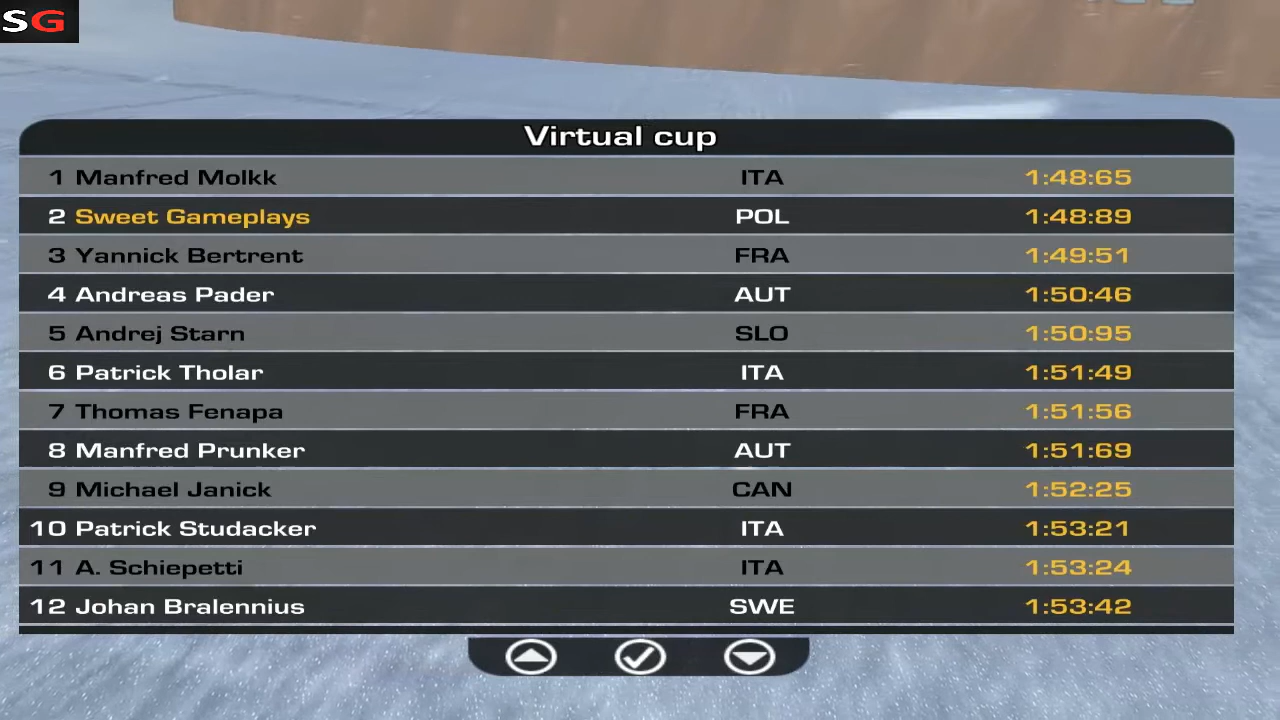 SG
Virtual cup
1 Manfred Molkk ITA 1:48:65
2 Sweet Gameplays POL 1:48:89
3 Yannick Bertrent FRA 1:49:51
4 Andreas Pader AUT 1:50:46
5 Andrej Starn SLO 1:50:95
6 Patrick Tholar ITA 1:51:49
7 Thomas Fenapa FRA 1:51:56
8 Manfred Prunker AUT 1:51:69
9 Michael Janick CAN 1:52:25
10 Patrick Studacker ITA 1:53:21
11 A. Schiepetti ITA 1:53:24
12 Johan Bralennius SWE 1:53:42